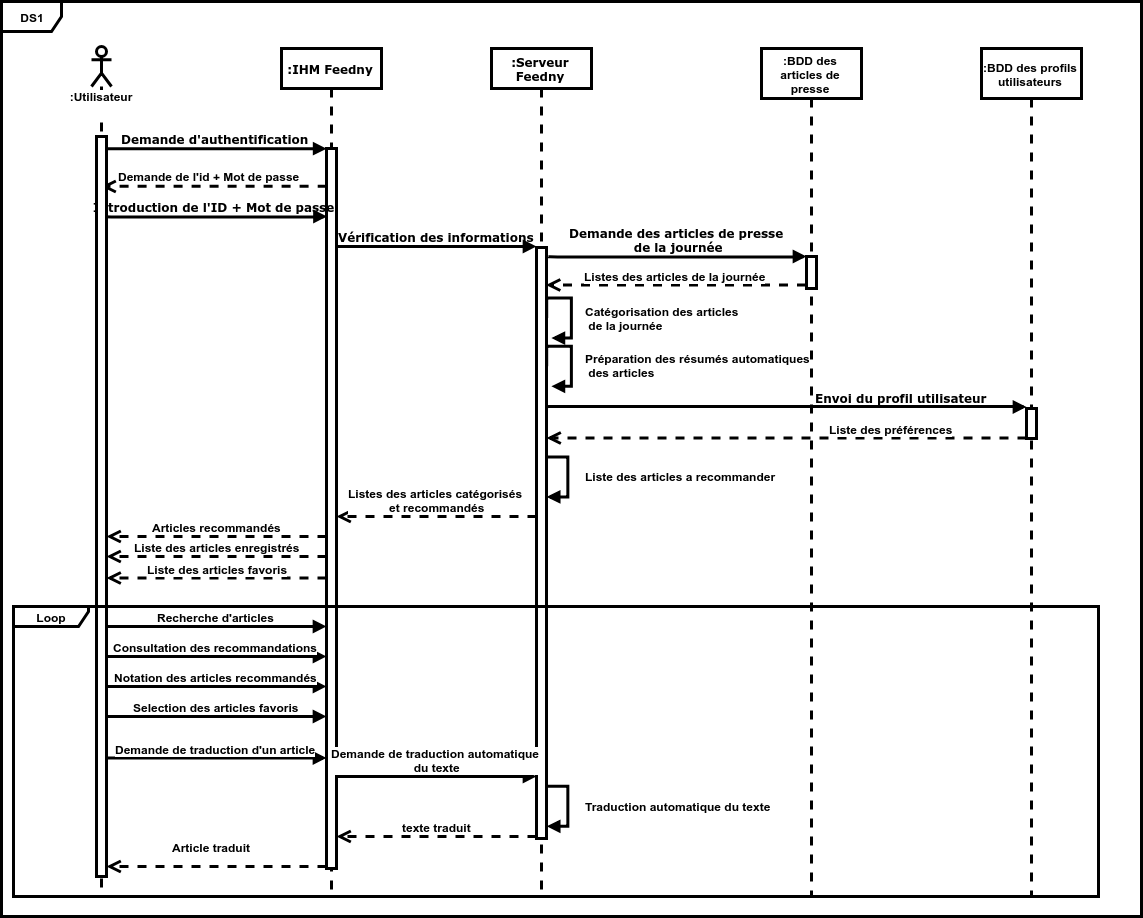 DS1
:Utilisateur
:IHM Feedny
:Serveur
Feedny
:BDD des
articles de
presse
:BDD des profils
utilisateurs
Demande d'authentification
Demande de l'id + Mot de passe
Introduction de l'ID + Mot de passe
Vérification des informations
Demande des articles de presse
de la journée
Listes des articles de la journée
Catégorisation des articles
de la journée
Préparation des résumés automatiques
des articles
Envoi du profil utilisateur
Liste des préférences
Liste des articles a recommander
Listes des articles catégorisés
et recommandés
Articles recommandés
Liste des articles enregistrés
Liste des articles favoris
Loop
Recherche d'articles
Consultation des recommandations
Notation des articles recommandés
Selection des articles favoris
Demande de traduction d'un article
Demande de traduction automatique
du texte
Traduction automatique du texte
texte traduit
Article traduit